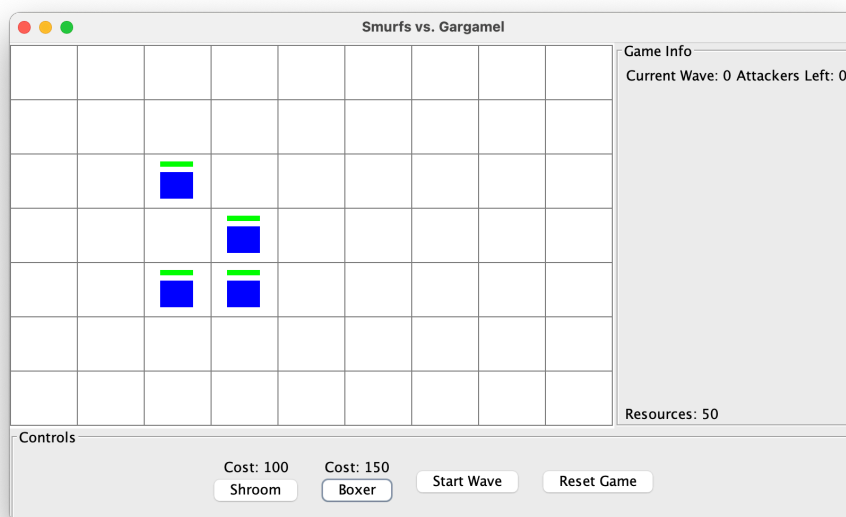 Smurfs vs. Gargamel
Game Info
Current Wave: 0 Attackers Left: 0
Resources: 50
Controls
Cost: 100
Cost: 150
Shroom
Boxer
Start Wave
Reset Game